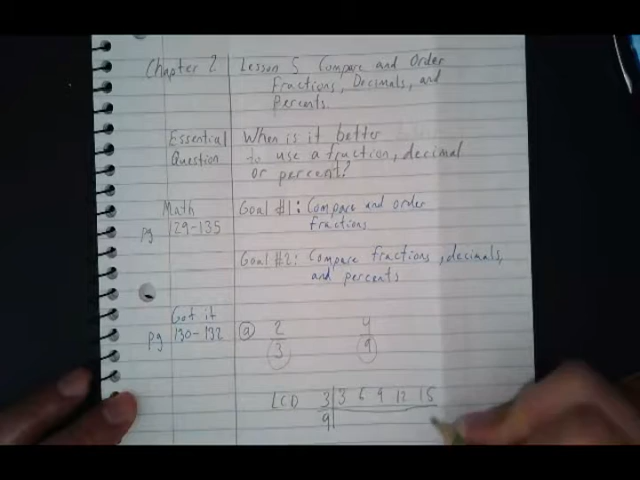 Chapter 2 Lesson 5 Compare and Order
Fractions, Decimals, and
percents.
Essential When is it better
Question to use a fraction, decimal
or percent?
Math Goal #1: Compare and order
pg 129-135 fractions
Goal #2: Compare fractions, decimals,
and percents
Got it
pg 130-132 a 2 4
3 9
LCD 3 3 6 9 12 15
9